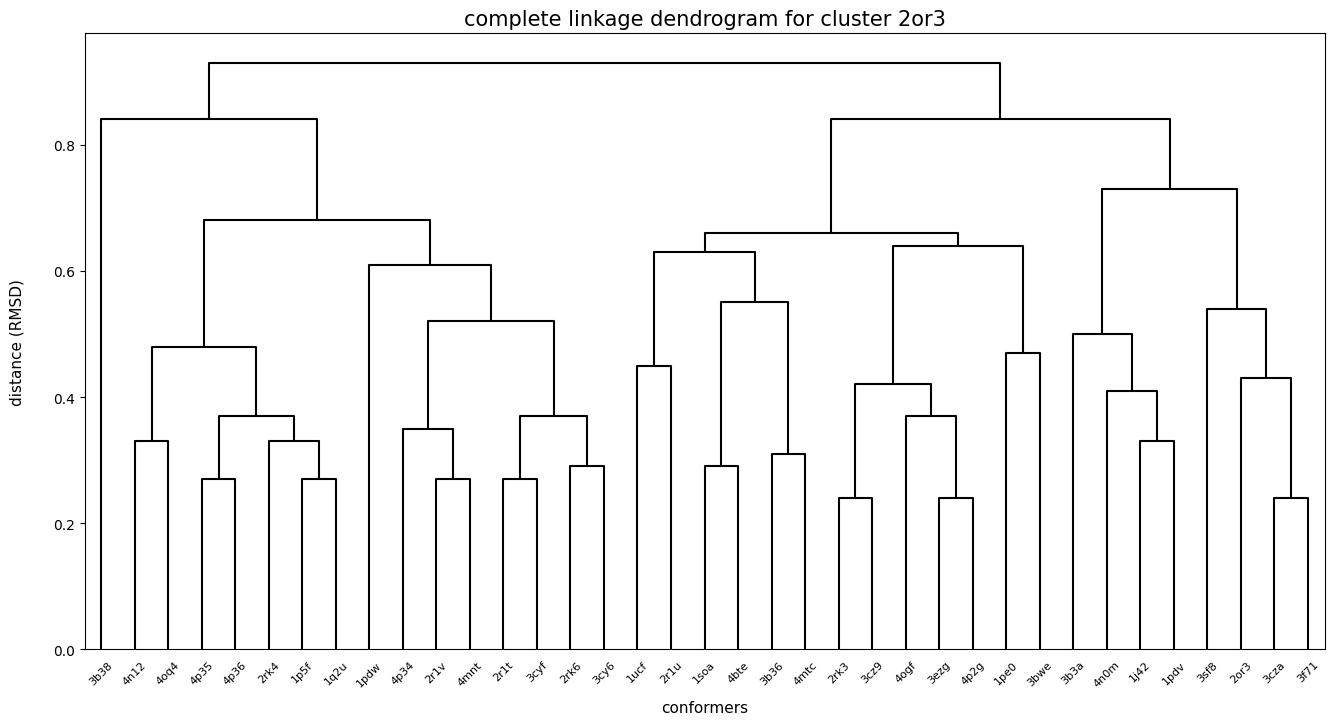 complete linkage dendrogram for cluster 2or3
distance (RMSD)
0.8
0.6
0.4
0.2
0.0
3b38 4n12 4oq4 4p35 4p36 2rk4 1p5f 1q2u 1pdw 4p34 2r1v 4mnt 2r1t 3cyf 2rk6 3cy6 1ucf 2r1u 1soa 4bte 3b36 4mtc 2rk3 3cz9 4ogf 3ezg 4p2g 1pe0 3bwe 3b3a 4n0m 1j42 1pdv 3sf8 2or3 3cza 3f71
conformers